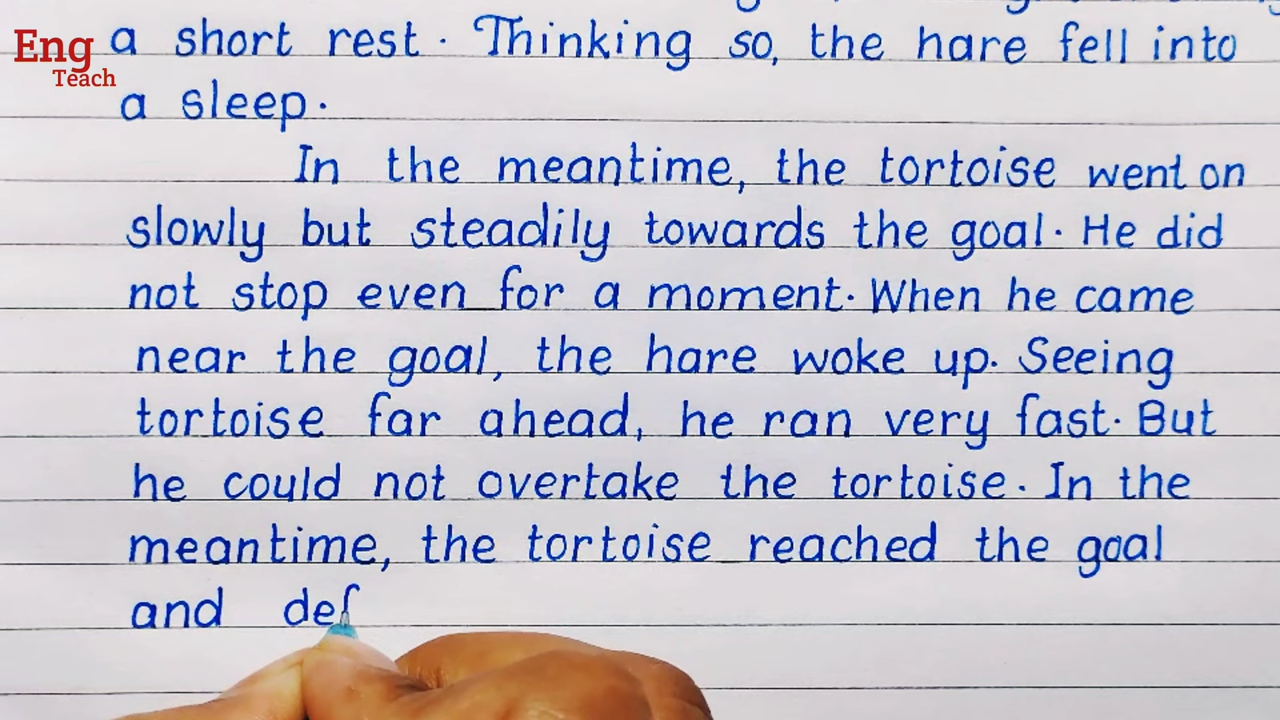 Eng
Teach
a short rest. Thinking so, the hare fell into
a sleep.
In the meantime, the tortoise went on
slowly but steadily towards the goal. He did
not stop even for a moment. When he came
near the goal, the hare woke up. Seeing
tortoise far ahead, he ran very fast. But
he could not overtake the tortoise. In the
meantime, the tortoise reached the goal
and def